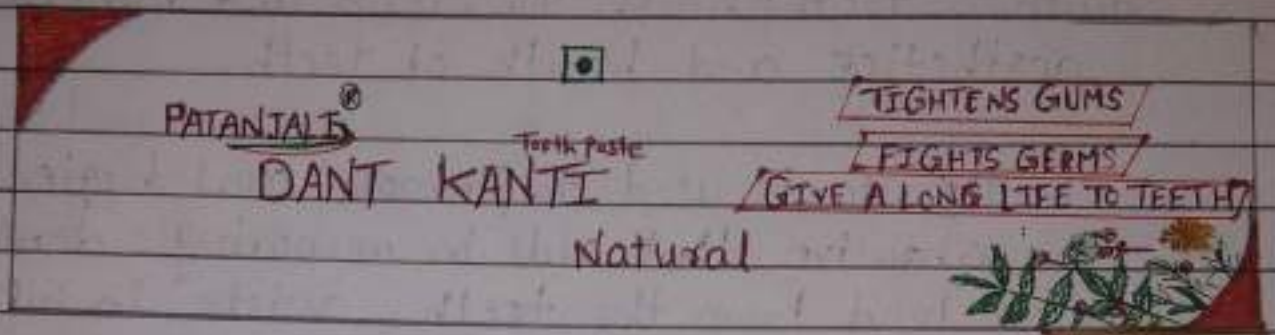 PATANJALI®
Tooth Paste
DANT KANTI
Natural
TIGHTENS GUMS
FIGHTS GERMS
GIVE A LONG LIFE TO TEETH